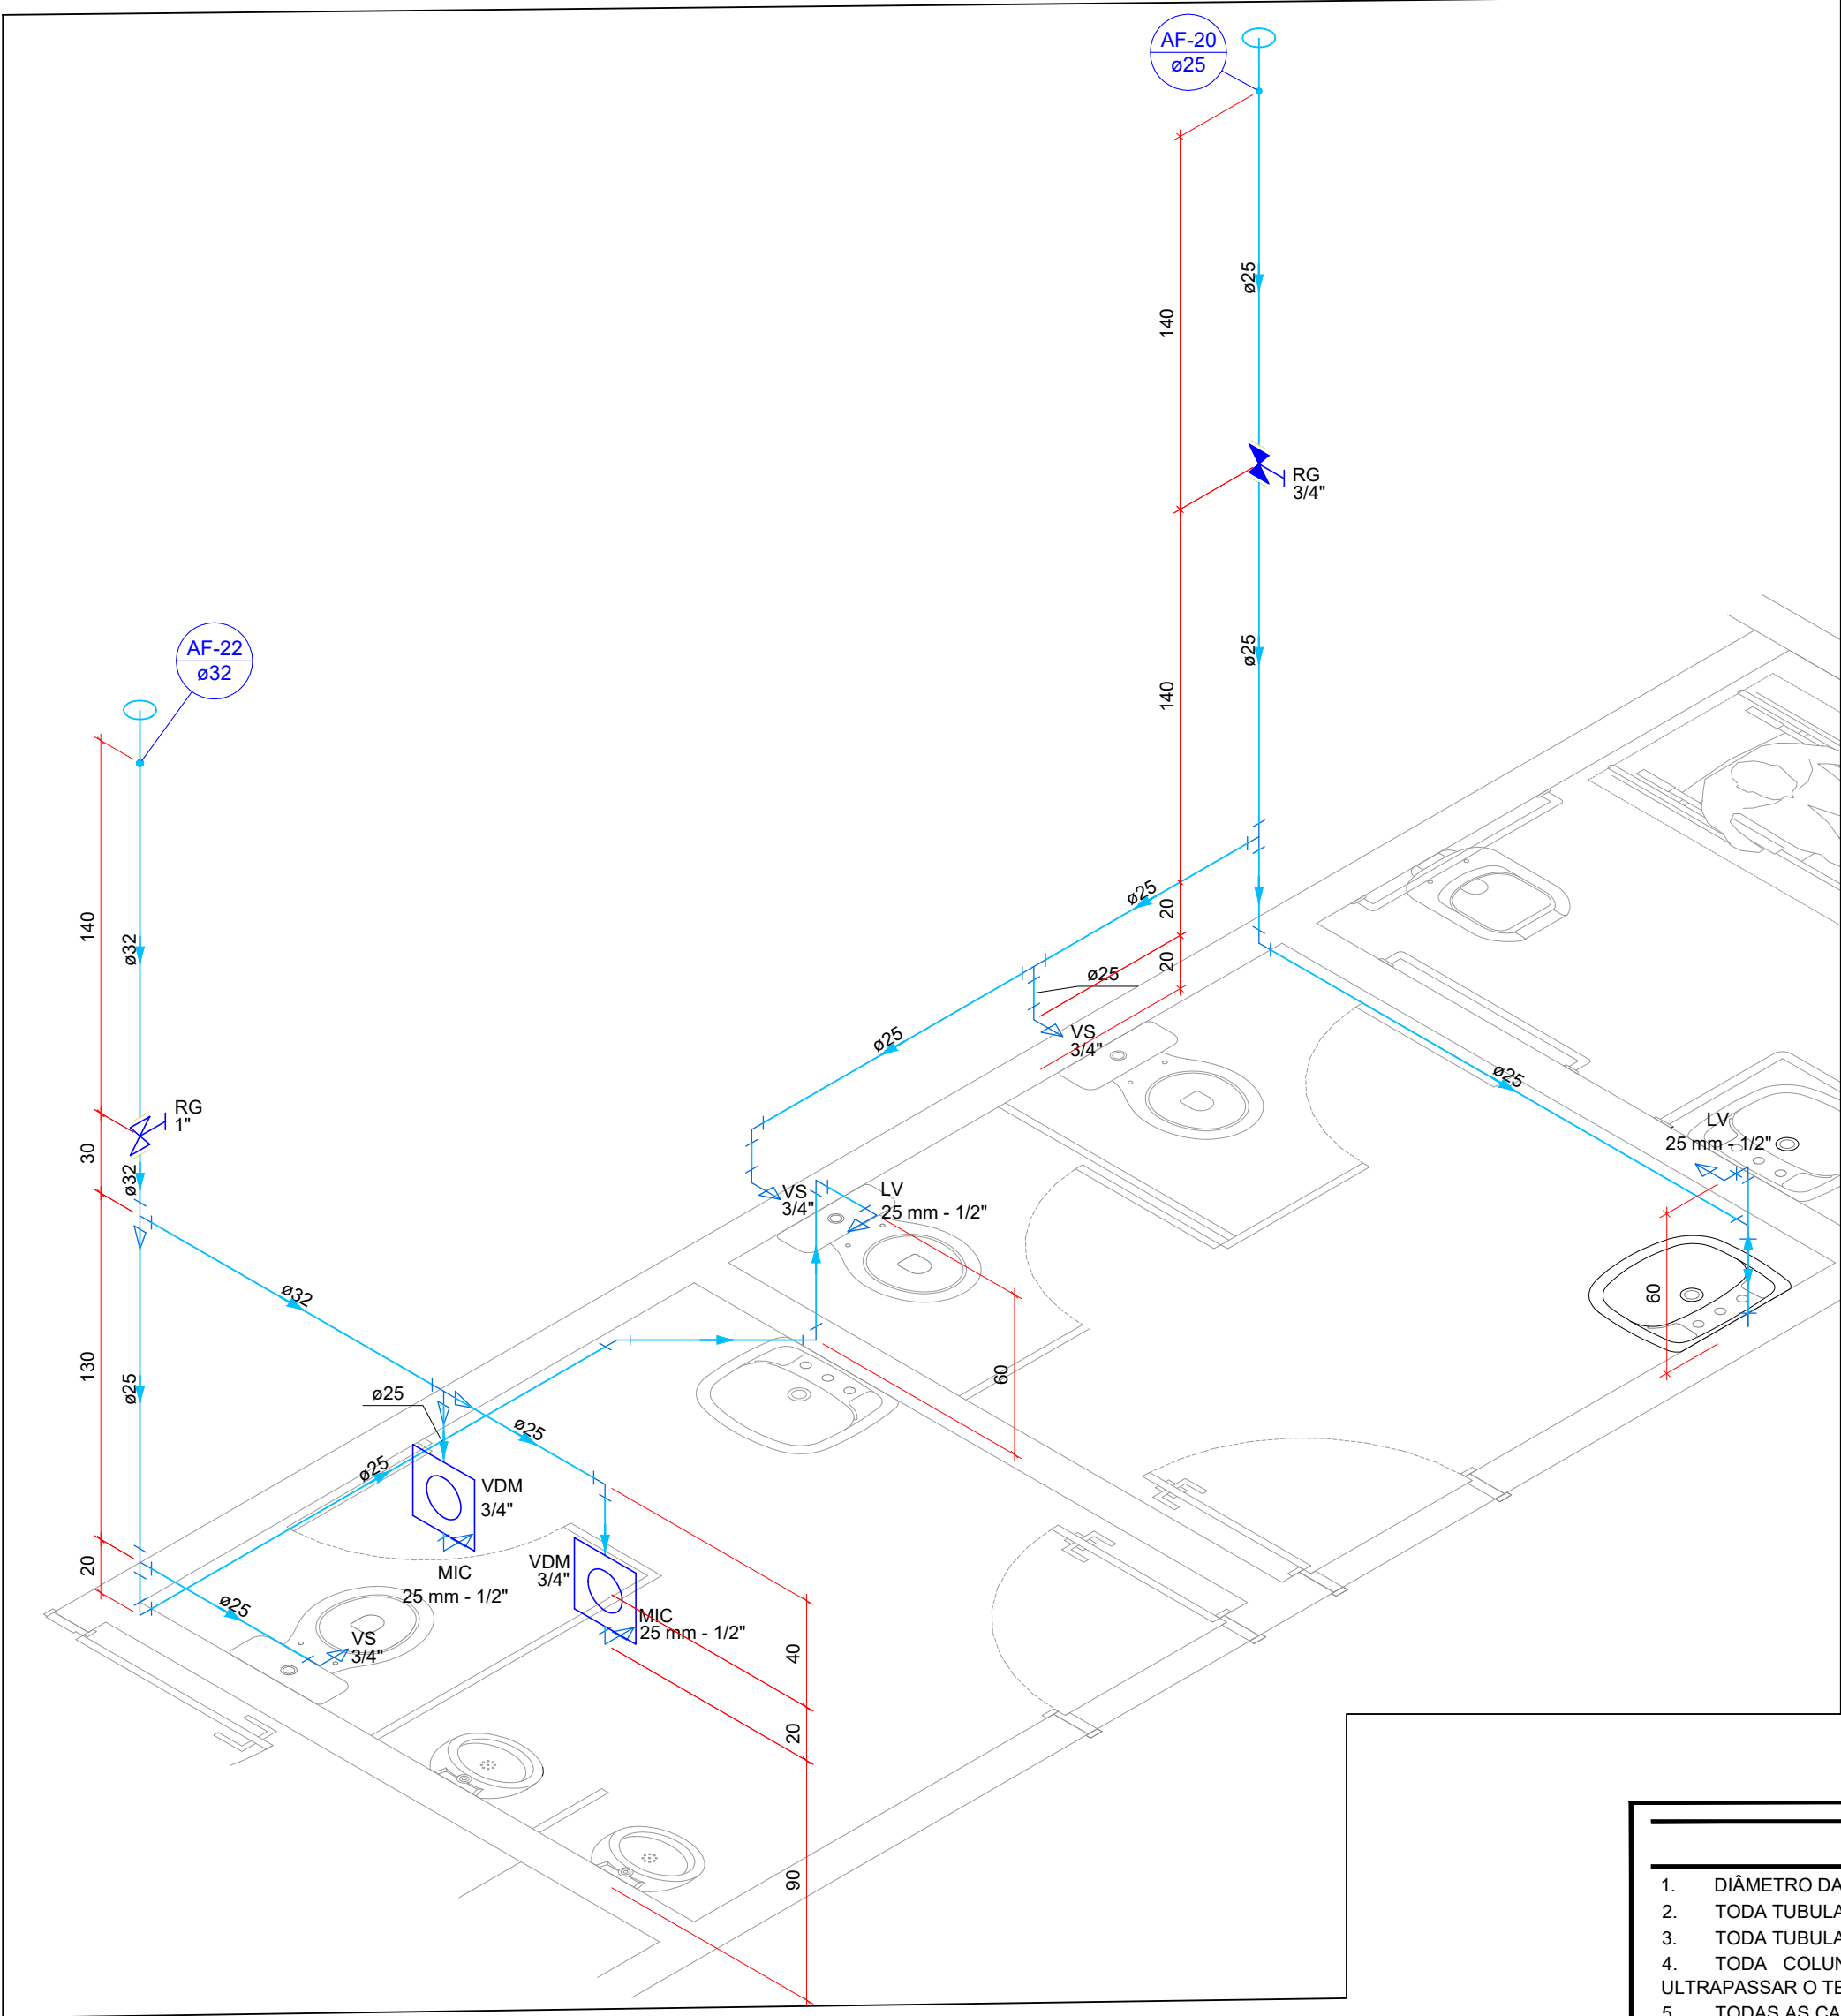 AF-20
ø25
ø25
140
RG
3/4"
AF-22
ø32
ø25
140
ø25
20
140
ø32
20
ø25
ø25
VS
3/4"
ø25
RG
1"
LV
25 mm - 1/2"
30
ø32
VS
3/4"
LV
25 mm - 1/2"
ø32
60
130
ø25
60
ø25
ø25
ø25
VDM
3/4"
20
VDM
3/4"
MIC
25 mm - 1/2"
ø25
MIC
25 mm - 1/2"
VS
3/4"
40
20
90
1. DIÂMETRO DA
2. TODA TUBULA
3. TODA TUBULA
4. TODA COLUN
ULTRAPASSAR O TE
5. TODAS AS CA